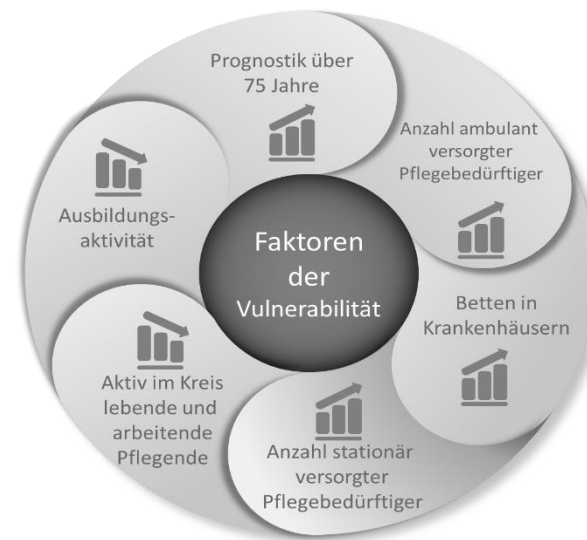 Prognostik über
75 Jahre
Anzahl ambulant
versorgter
Pflegebedürftiger
Betten in
Krankenhäusern
Anzahl stationär
versorgter
Pflegebedürftiger
Aktiv im Kreis
lebende und
arbeitende
Pflegende
Ausbildungs-
aktivität
Faktoren
der
Vulnerabilität